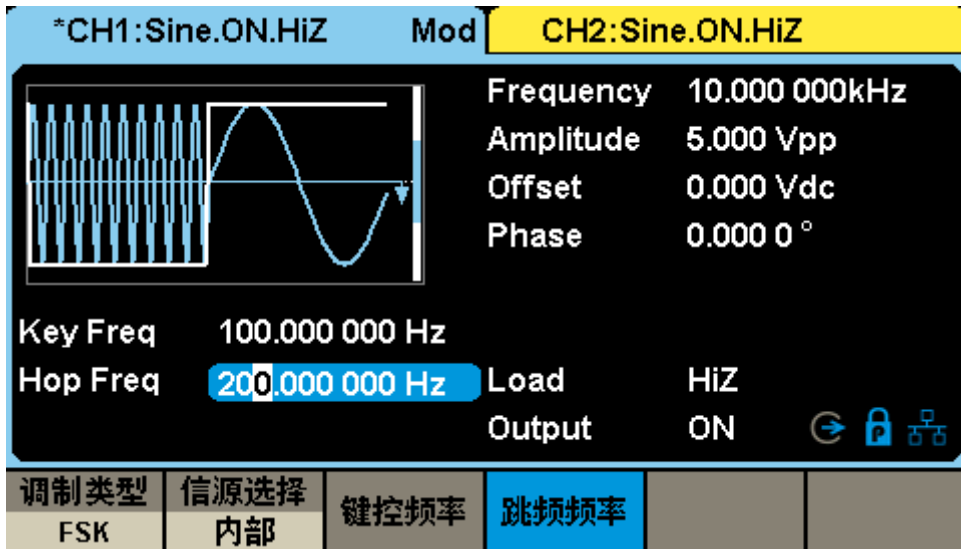 *CH1:Sine.ON.HiZ Mod
CH2:Sine.ON.HiZ
Frequency 10.000 000kHz
Amplitude 5.000 Vpp
Offset 0.000 Vdc
Phase 0.000 0 °
Key Freq 100.000 000 Hz
Hop Freq 200.000 000 Hz
Load HiZ
Output ON
P
调制类型
FSK
信源选择
内部
键控频率
跳频频率